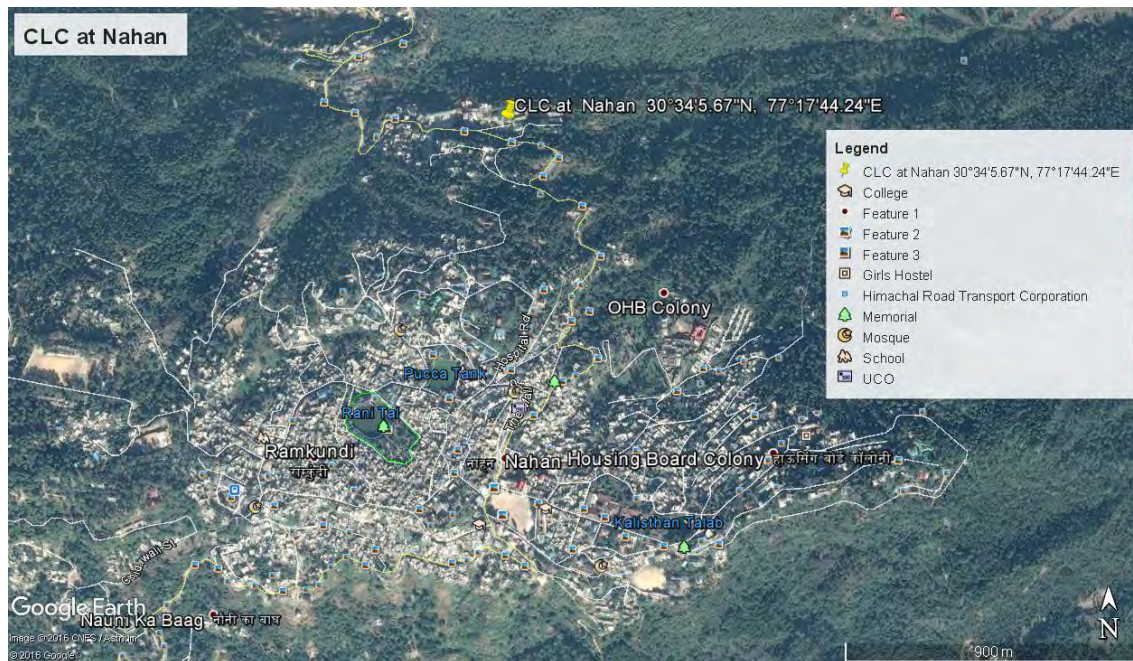 CLC at Nahan
CLC at Nahan 30°34'5.67"N, 77°17'44.24"E
Legend
CLC at Nahan 30°34'5.67"N, 77°17'44.24"E
College
Feature 1
Feature 2
Feature 3
Girls Hostel
Himachal Road Transport Corporation
Memorial
Mosque
School
UCO
OHB Colony
Hospital Rd
Pucca Tank
The Mall
Rani Tal
Ramkundi
राम्कुंदी
नाहन
Nahan
Housing Board Colony
हाऊसिंग बोर्ड कॉलोनी
Kalisthan Talab
Nauni Ka Baag
नौनी का बाघ
Google Earth
Image © 2016 CNES / Astrium
© 2016 Google
900 m
N